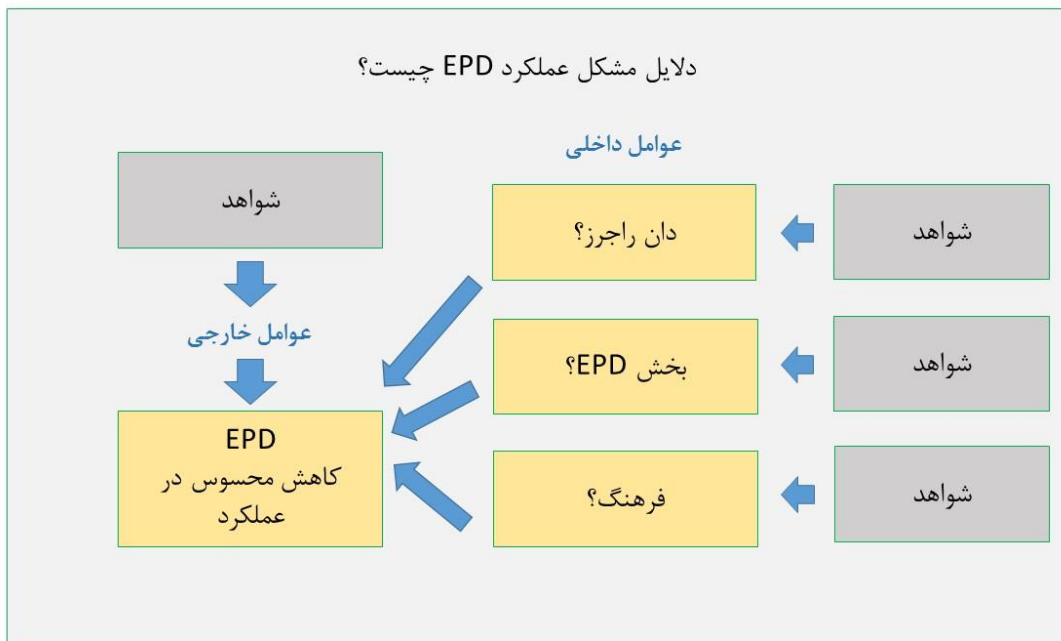 دلایل مشکل عملکرد EPD چیست؟
عوامل داخلی
شواهد
دان راجرز؟
شواهد
عوامل خارجی
شواهد
بخش EPD؟
EPD
کاهش محسوس در
عملکرد
شواهد
فرهنگ؟